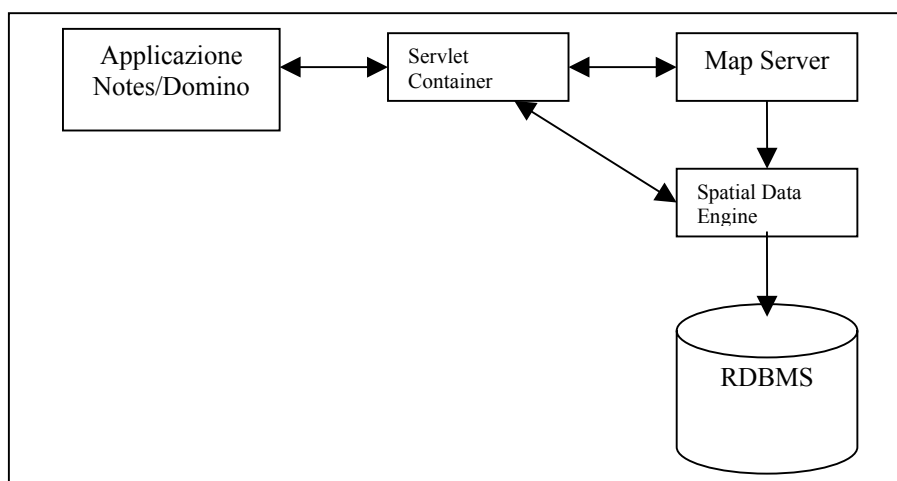 Applicazione
Notes/Domino
Servlet
Container
Map Server
Spatial Data
Engine
RDBMS